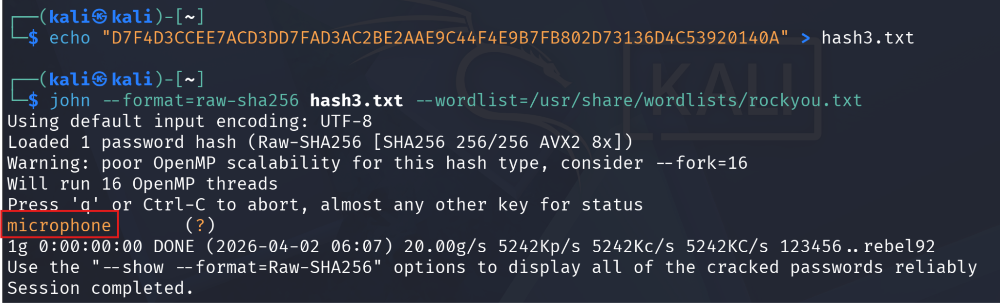 ┌──(kali㉿kali)-[~]
└─$ echo "D7F4D3CCEE7ACD3DD7FAD3AC2BE2AAE9C44F4E9B7FB802D73136D4C53920140A" > hash3.txt
┌──(kali㉿kali)-[~]
└─$ john --format=raw-sha256 hash3.txt --wordlist=/usr/share/wordlists/rockyou.txt
Using default input encoding: UTF-8
Loaded 1 password hash (Raw-SHA256 [SHA256 256/256 AVX2 8x])
Warning: poor OpenMP scalability for this hash type, consider --fork=16
Will run 16 OpenMP threads
Press 'q' or Ctrl-C to abort, almost any other key for status
microphone       (?)
1g 0:00:00:00 DONE (2026-04-02 06:07) 20.00g/s 5242Kp/s 5242Kc/s 5242KC/s 123456..rebel92
Use the "--show --format=Raw-SHA256" options to display all of the cracked passwords reliably
Session completed.
KALI